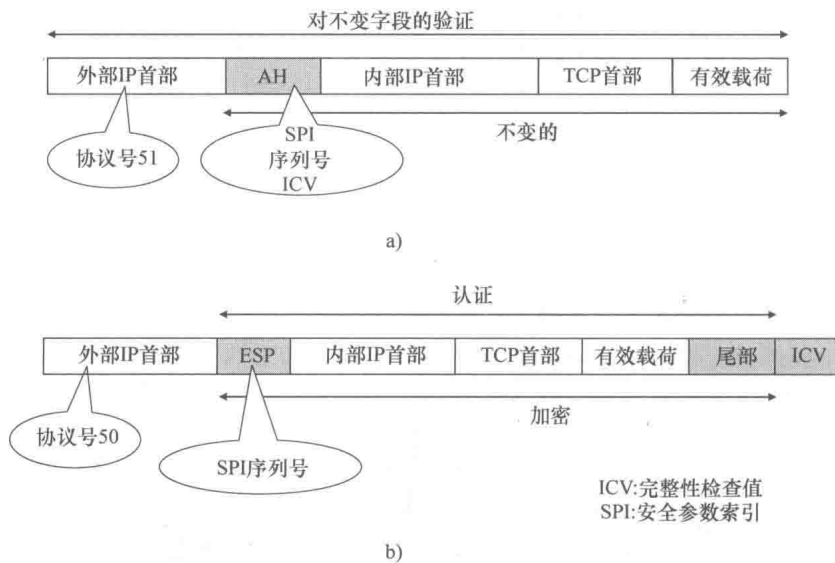 对不变字段的验证
外部IP首部 AH 内部IP首部 TCP首部 有效载荷
不变的
协议号51
SPI
序列号
ICV
a)
认证
外部IP首部 ESP 内部IP首部 TCP首部 有效载荷 尾部 ICV
加密
协议号50
SPI序列号
ICV:完整性检查值
SPI:安全参数索引
b)